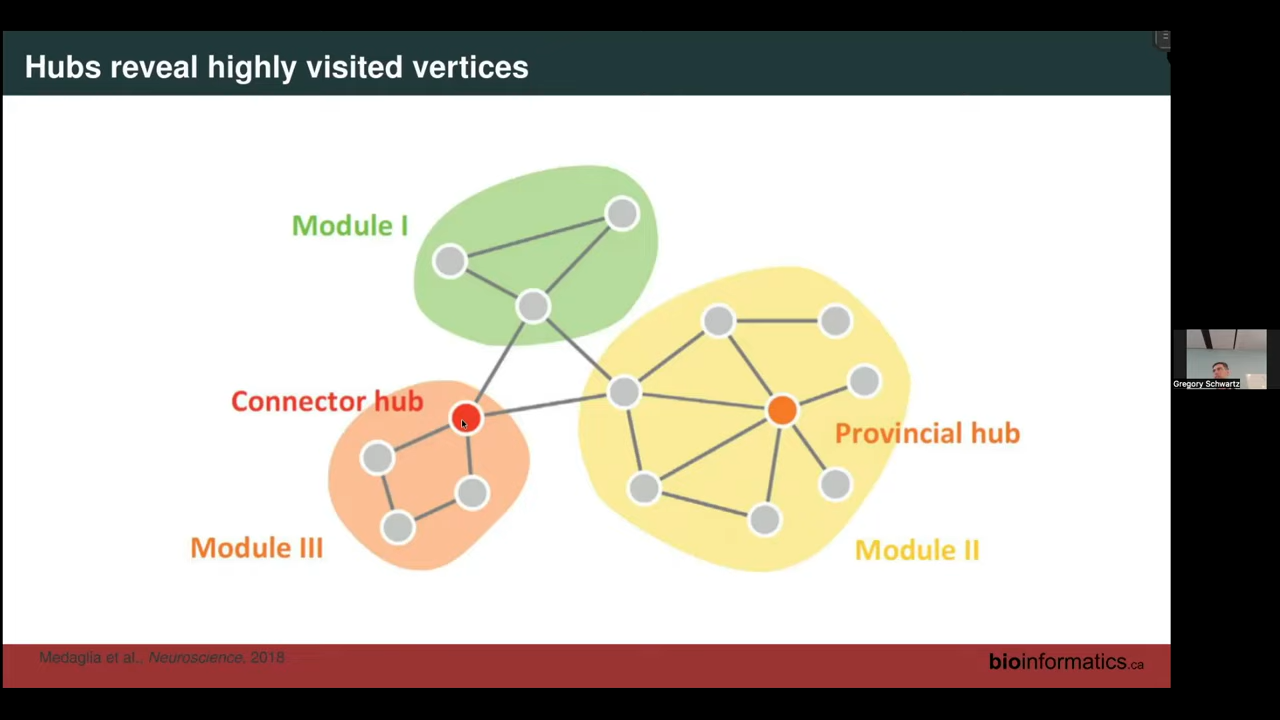 Hubs reveal highly visited vertices
Module I
Connector hub
Provincial hub
Module III
Module II
Medaglia et al., Neuroscience, 2018
bioinformatics.ca
Gregory Schwartz